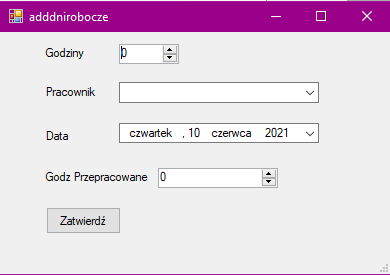 adddnirobocze
Godziny 0
Pracownik
Data czwartek , 10 czerwca 2021
Godz Przepracowane 0
Zatwierdź